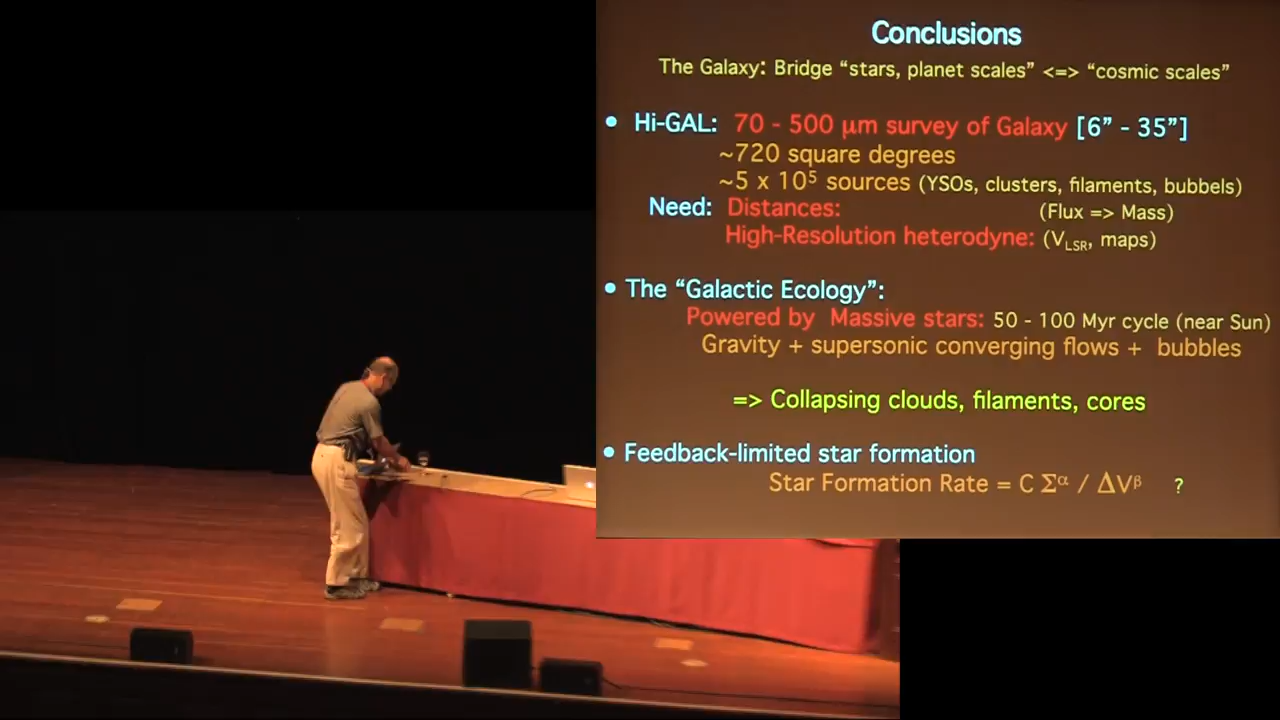 Conclusions
The Galaxy: Bridge “stars, planet scales” <=> “cosmic scales”
• Hi-GAL: 70 - 500 µm survey of Galaxy [6” - 35”]
~720 square degrees
~5 x 10⁵ sources (YSOs, clusters, filaments, bubbels)
Need: Distances: (Flux => Mass)
High-Resolution heterodyne: (V_LSR, maps)
• The “Galactic Ecology”:
Powered by Massive stars: 50 - 100 Myr cycle (near Sun)
Gravity + supersonic converging flows + bubbles
=> Collapsing clouds, filaments, cores
• Feedback-limited star formation
Star Formation Rate = C Σᵅ / ΔVᵝ ?